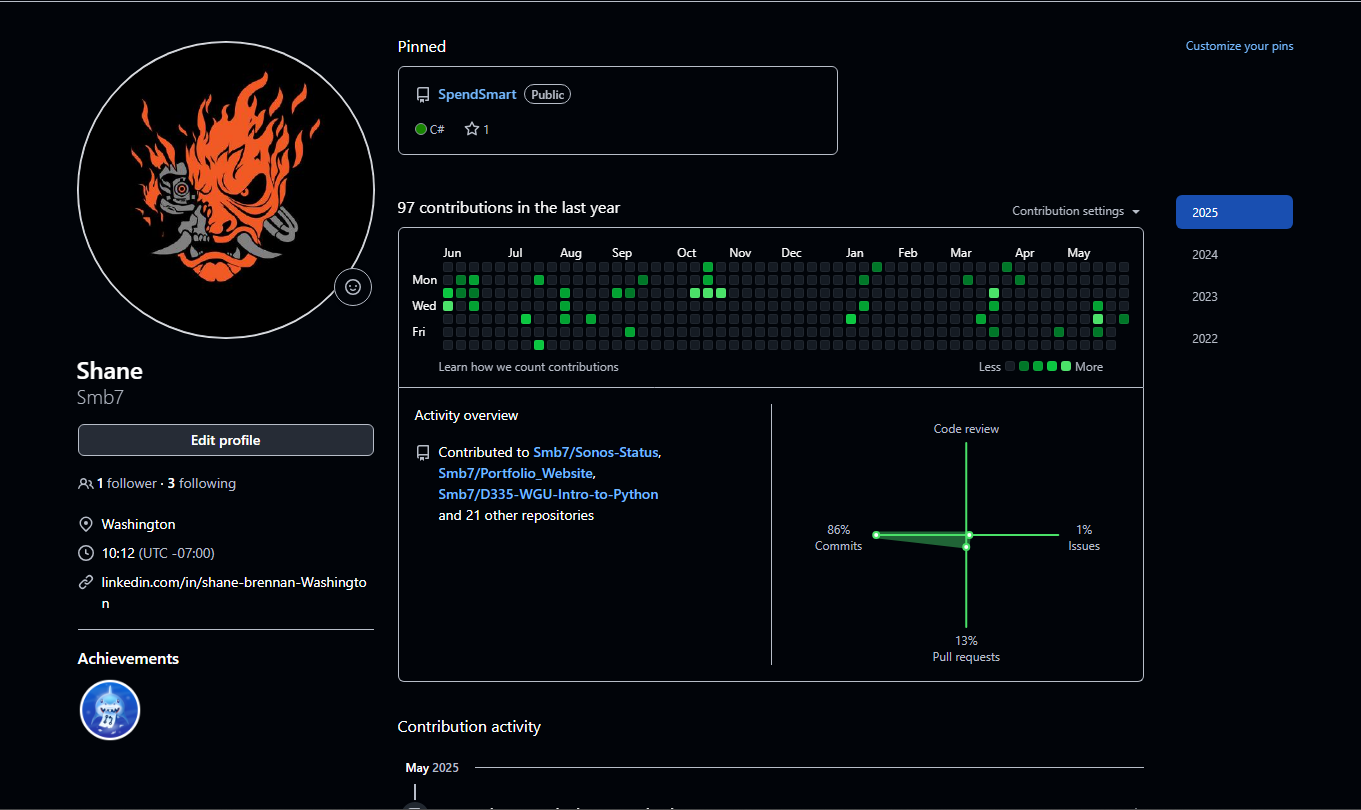 Pinned
Customize your pins
SpendSmart Public
C# 1
97 contributions in the last year
Contribution settings
2025
2024
2023
2022
Jun Jul Aug Sep Oct Nov Dec Jan Feb Mar Apr May
Mon
Wed
Fri
Learn how we count contributions
Less More
Shane
Smb7
Edit profile
1 follower · 3 following
Washington
10:12 (UTC -07:00)
linkedin.com/in/shane-brennan-Washingto
n
Achievements
Activity overview
Contributed to Smb7/Sonos-Status,
Smb7/Portfolio_Website,
Smb7/D335-WGU-Intro-to-Python
and 21 other repositories
Code review
86%
Commits
1%
Issues
13%
Pull requests
Contribution activity
May 2025